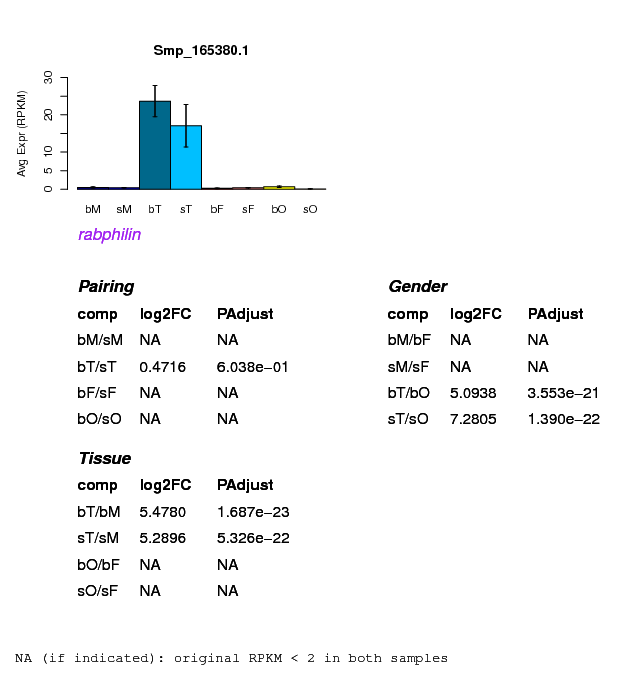 Smp_165380.1
Avg Expr (RPKM)
30
20
10
5
0
bM sM bT sT bF sF bO sO
rabphilin
Pairing
comp log2FC PAdjust
bM/sM NA NA
bT/sT 0.4716 6.038e−01
bF/sF NA NA
bO/sO NA NA
Gender
comp log2FC PAdjust
bM/bF NA NA
sM/sF NA NA
bT/bO 5.0938 3.553e−21
sT/sO 7.2805 1.390e−22
Tissue
comp log2FC PAdjust
bT/bM 5.4780 1.687e−23
sT/sM 5.2896 5.326e−22
bO/bF NA NA
sO/sF NA NA
NA (if indicated): original RPKM < 2 in both samples